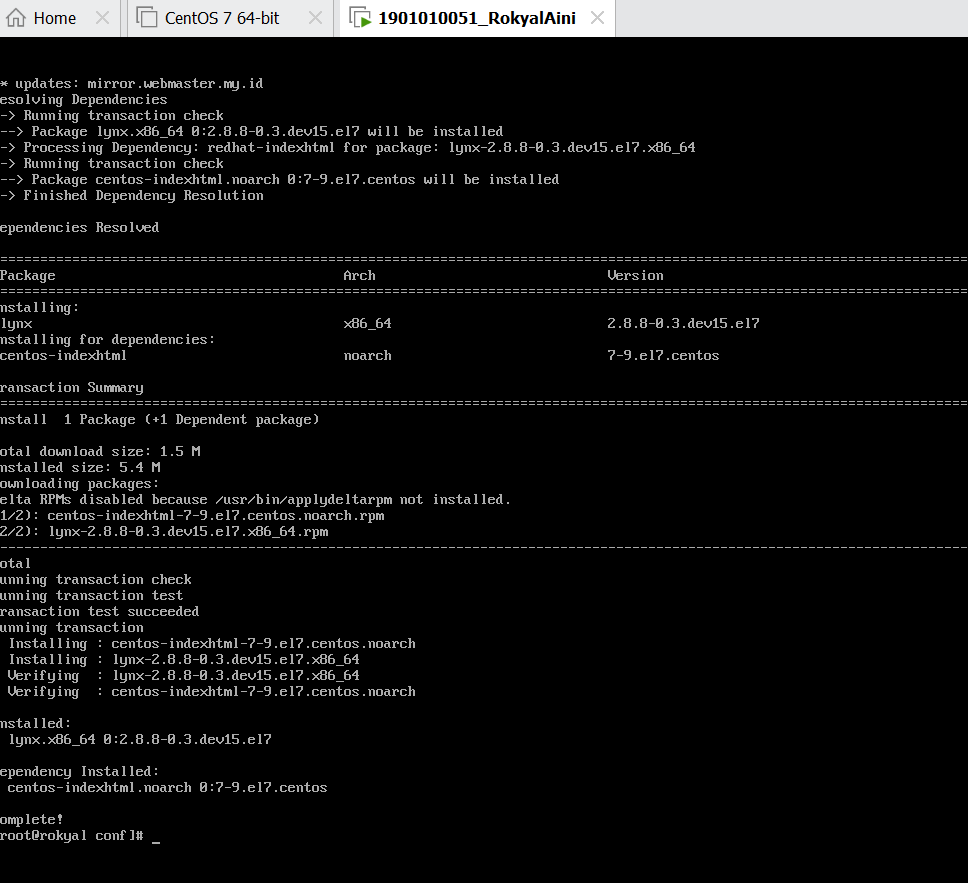 Home
CentOS 7 64-bit
1901010051_RokyalAini
* updates: mirror.webmaster.my.id
esolving Dependencies
-> Running transaction check
--> Package lynx.x86_64 0:2.8.8-0.3.dev15.el7 will be installed
-> Processing Dependency: redhat-indexhtml for package: lynx-2.8.8-0.3.dev15.el7.x86_64
-> Running transaction check
--> Package centos-indexhtml.noarch 0:7-9.el7.centos will be installed
-> Finished Dependency Resolution
ependencies Resolved
Package Arch Version
nstalling:
lynx x86_64 2.8.8-0.3.dev15.el7
nstalling for dependencies:
centos-indexhtml noarch 7-9.el7.centos
ransaction Summary
nstall 1 Package (+1 Dependent package)
otal download size: 1.5 M
nstalled size: 5.4 M
ownloading packages:
elta RPMs disabled because /usr/bin/applydeltarpm not installed.
1/2): centos-indexhtml-7-9.el7.centos.noarch.rpm
2/2): lynx-2.8.8-0.3.dev15.el7.x86_64.rpm
otal
unning transaction check
unning transaction test
ransaction test succeeded
unning transaction
Installing : centos-indexhtml-7-9.el7.centos.noarch
Installing : lynx-2.8.8-0.3.dev15.el7.x86_64
Verifying : lynx-2.8.8-0.3.dev15.el7.x86_64
Verifying : centos-indexhtml-7-9.el7.centos.noarch
nstalled:
lynx.x86_64 0:2.8.8-0.3.dev15.el7
ependency Installed:
centos-indexhtml.noarch 0:7-9.el7.centos
omplete!
root@rokyal conf]# _